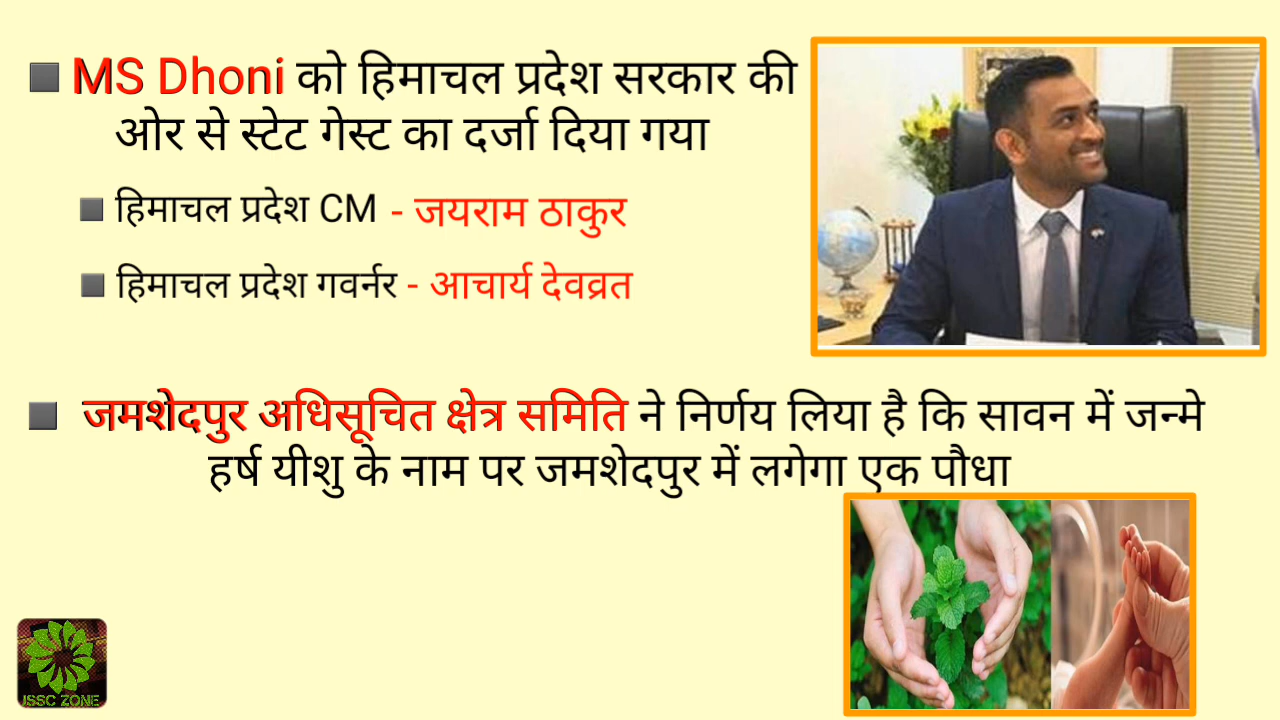 MS Dhoni को हिमाचल प्रदेश सरकार की
ओर से स्टेट गेस्ट का दर्जा दिया गया
हिमाचल प्रदेश CM - जयराम ठाकुर
हिमाचल प्रदेश गवर्नर - आचार्य देवव्रत
जमशेदपुर अधिसूचित क्षेत्र समिति ने निर्णय लिया है कि सावन में जन्मे
हर्ष यीशु के नाम पर जमशेदपुर में लगेगा एक पौधा
JSSC ZONE